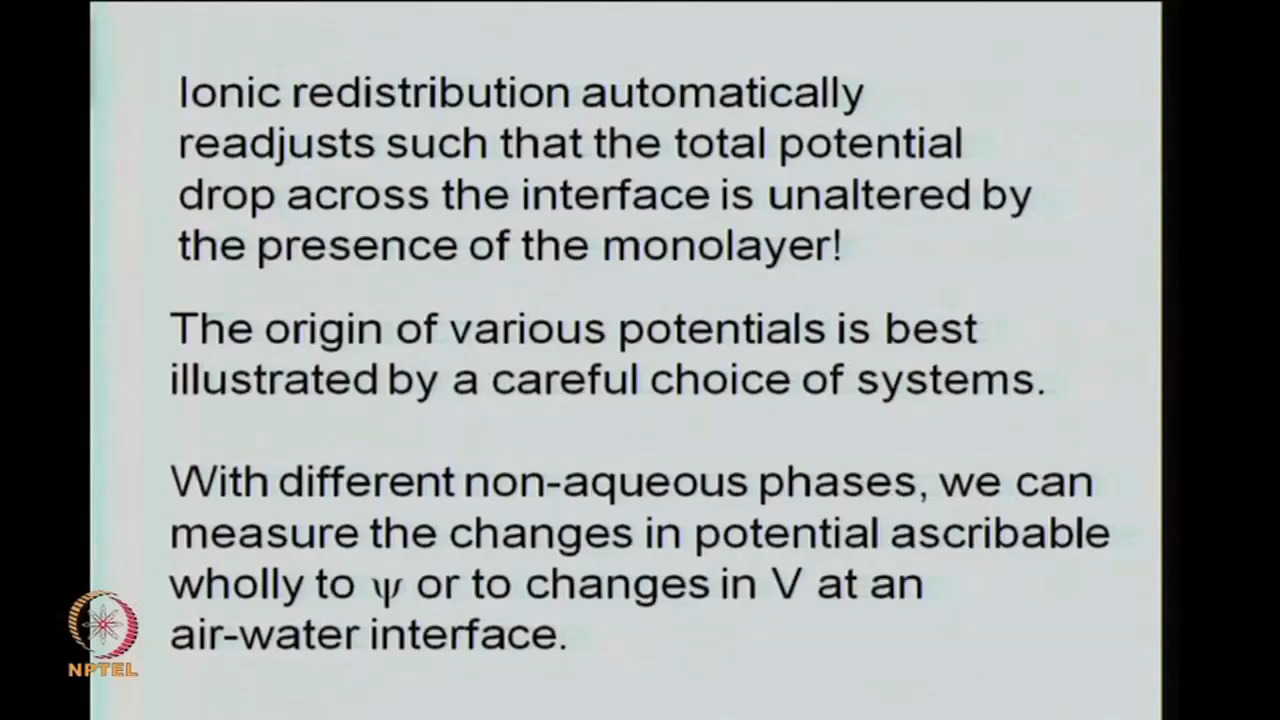 Ionic redistribution automatically
readjusts such that the total potential
drop across the interface is unaltered by
the presence of the monolayer!
The origin of various potentials is best
illustrated by a careful choice of systems.
With different non-aqueous phases, we can
measure the changes in potential ascribable
wholly to ψ or to changes in V at an
air-water interface.
NPTEL